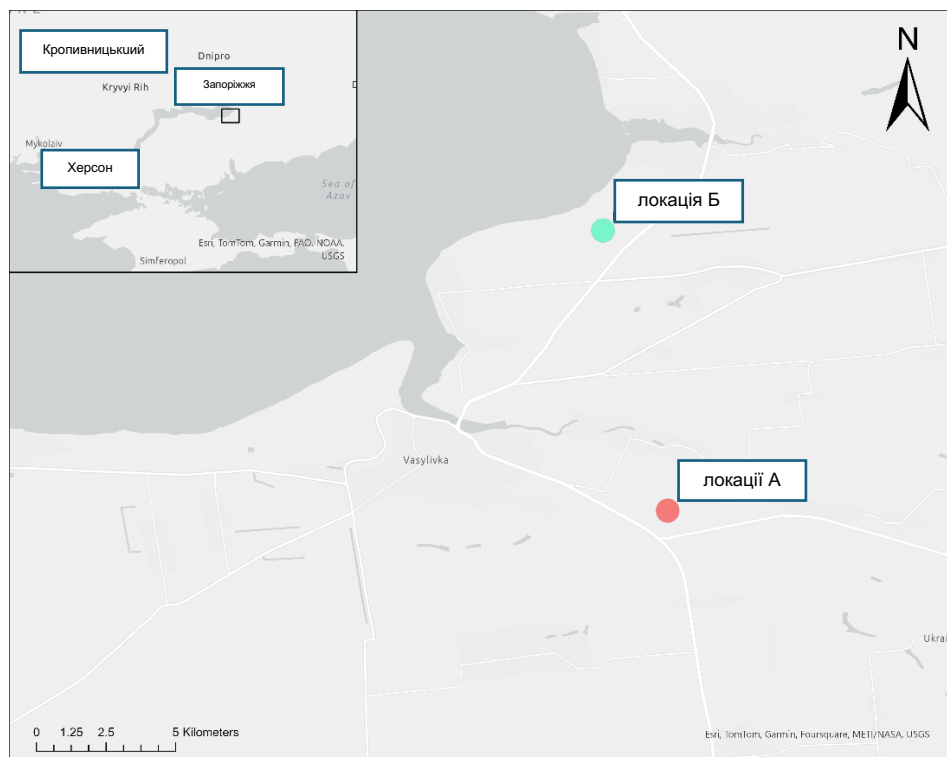 N E
Кропивницькуий
Dnipro
Запоріжжя
Kryvyi Rih
Mykolaiv
Херсон
Sea of
Azov
Esri, TomTom, Garmin, FAO, NOAA,
USGS
Simferopol
N
локація Б
Vasylivka
локації А
Ukrai
0 1.25 2.5 5 Kilometers
Esri, TomTom, Garmin, Foursquare, METI/NASA, USGS